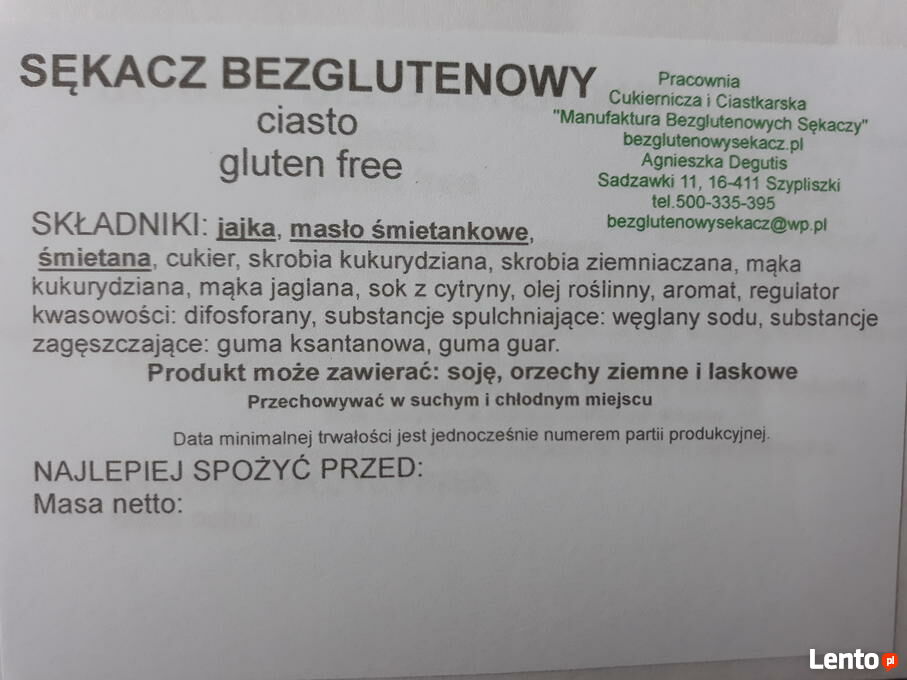 SĘKACZ BEZGLUTENOWY
ciasto
gluten free
Pracownia
Cukiernicza i Ciastkarska
"Manufaktura Bezglutenowych Sękaczy"
bezglutenowysekacz.pl
Agnieszka Degutis
Sadzawki 11, 16-411 Szypliszki
tel.500-335-395
bezglutenowysekacz@wp.pl
SKŁADNIKI: jajka, masło śmietankowe,
śmietana, cukier, skrobia kukurydziana, skrobia ziemniaczana, mąka
kukurydziana, mąka jaglana, sok z cytryny, olej roślinny, aromat, regulator
kwasowości: difosforany, substancje spulchniające: węglany sodu, substancje
zagęszczające: guma ksantanowa, guma guar.
Produkt może zawierać: soję, orzechy ziemne i laskowe
Przechowywać w suchym i chłodnym miejscu
Data minimalnej trwałości jest jednocześnie numerem partii produkcyjnej.
NAJLEPIEJ SPOŻYĆ PRZED:
Masa netto:
Lento.pl